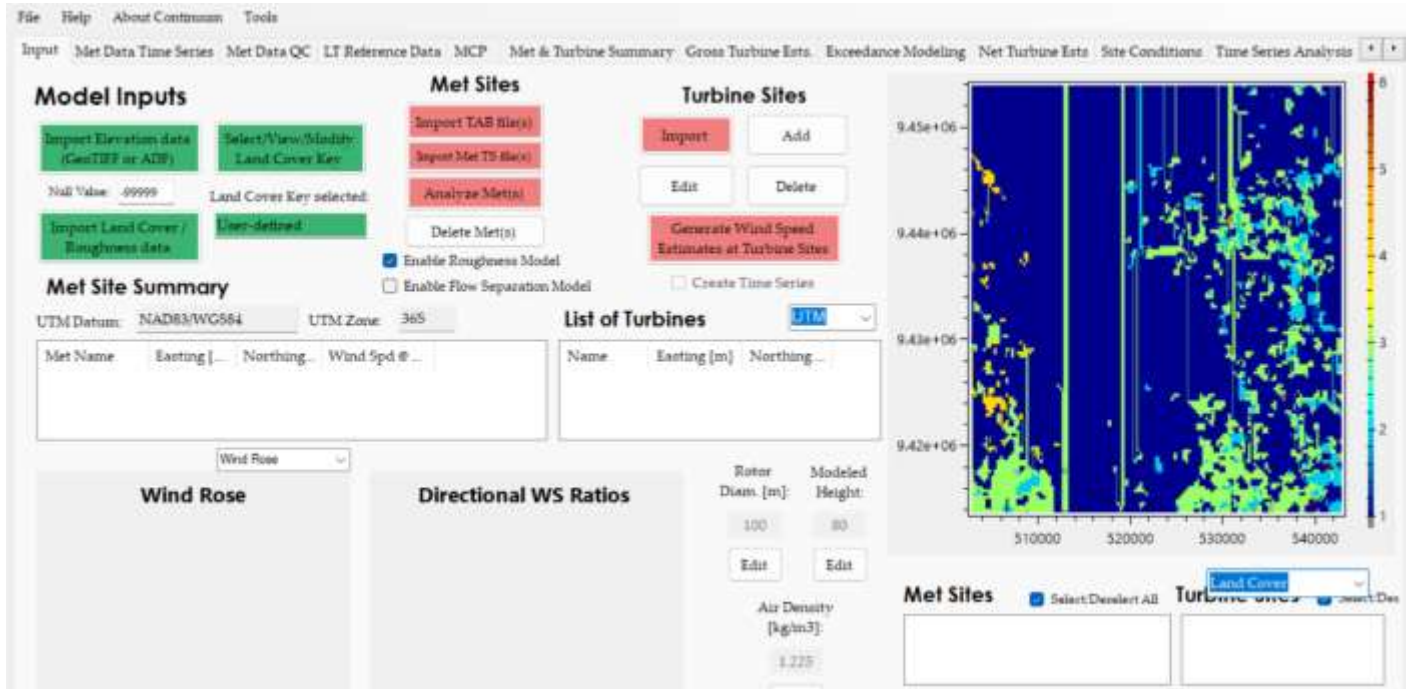 File Help About Continuum Tools
Input Met Data Time Series Met Data QC LT Reference Data MCP Met & Turbine Summary Gross Turbine Ests. Exceedance Modeling Net Turbine Ests Site Conditions Time Series Analysis
Model Inputs
Import Elevation data
(GeoTIFF or ADF)
Select/View/Modify
Land Cover Key
Null Value: -99999
Land Cover Key selected:
Import Land Cover /
Roughness data
User-defined
Met Sites
Import TAB file(s)
Import Met TS file(s)
Analyze Met(s)
Delete Met(s)
Enable Roughness Model
Enable Flow Separation Model
Turbine Sites
Import Add
Edit Delete
Generate Wind Speed
Estimates at Turbine Sites
Create Time Series
Met Site Summary
UTM Datum: NAD83/WGS84 UTM Zone: 36S
Met Name Easting [... Northing... Wind Spd @ ...
List of Turbines UTM
Name Easting [m] Northing...
Wind Rose
Wind Rose
Directional WS Ratios
Rotor
Diam. [m]:
Modeled
Height:
100 80
Edit Edit
Air Density
[kg/m3]:
1.225
9.45e+06
9.44e+06
9.43e+06
9.42e+06
510000 520000 530000 540000
6
5
4
3
2
1
Land Cover
Met Sites Select/Deselect All Turbine Sites Select/Des